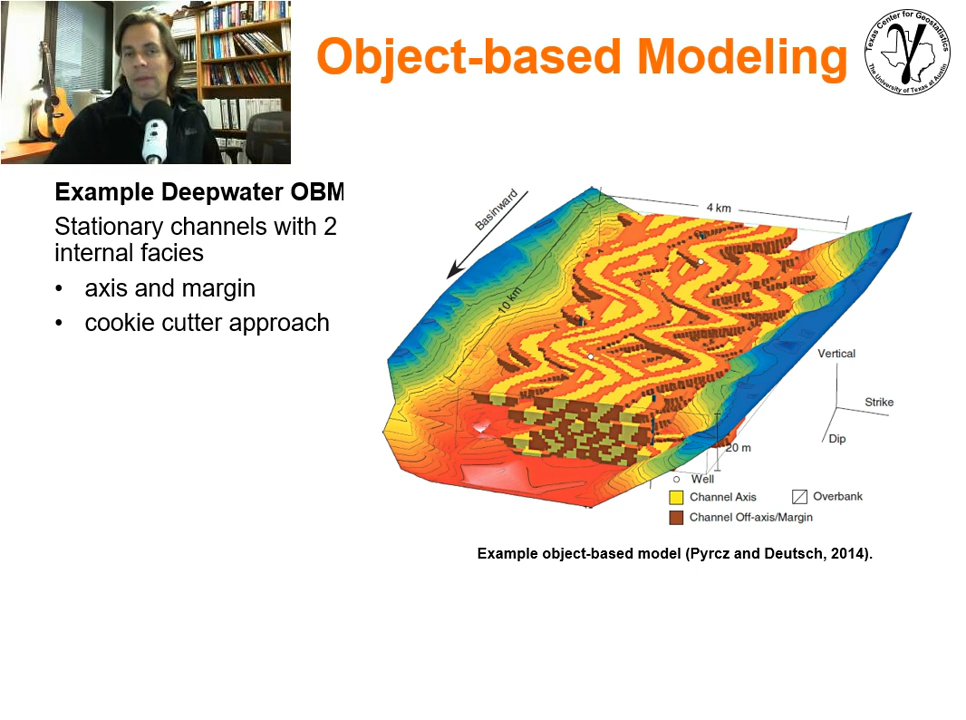 Object-based Modeling
Texas Center for Geostatistics
The University of Texas at Austin
Example Deepwater OBM
Stationary channels with 2
internal facies
• axis and margin
• cookie cutter approach
Basinward
4 km
10 km
Vertical
Strike
Dip
20 m
Well
Channel Axis
Overbank
Channel Off-axis/Margin
Example object-based model (Pyrcz and Deutsch, 2014).